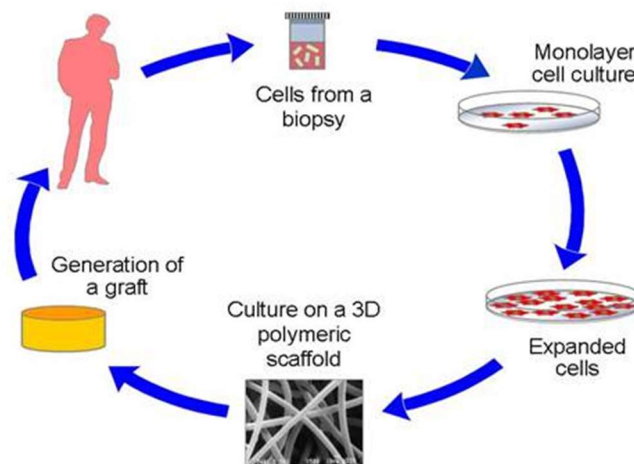 Cells from a
biopsy
Monolayer
cell culture
Expanded
cells
Culture on a 3D
polymeric
scaffold
Generation of
a graft